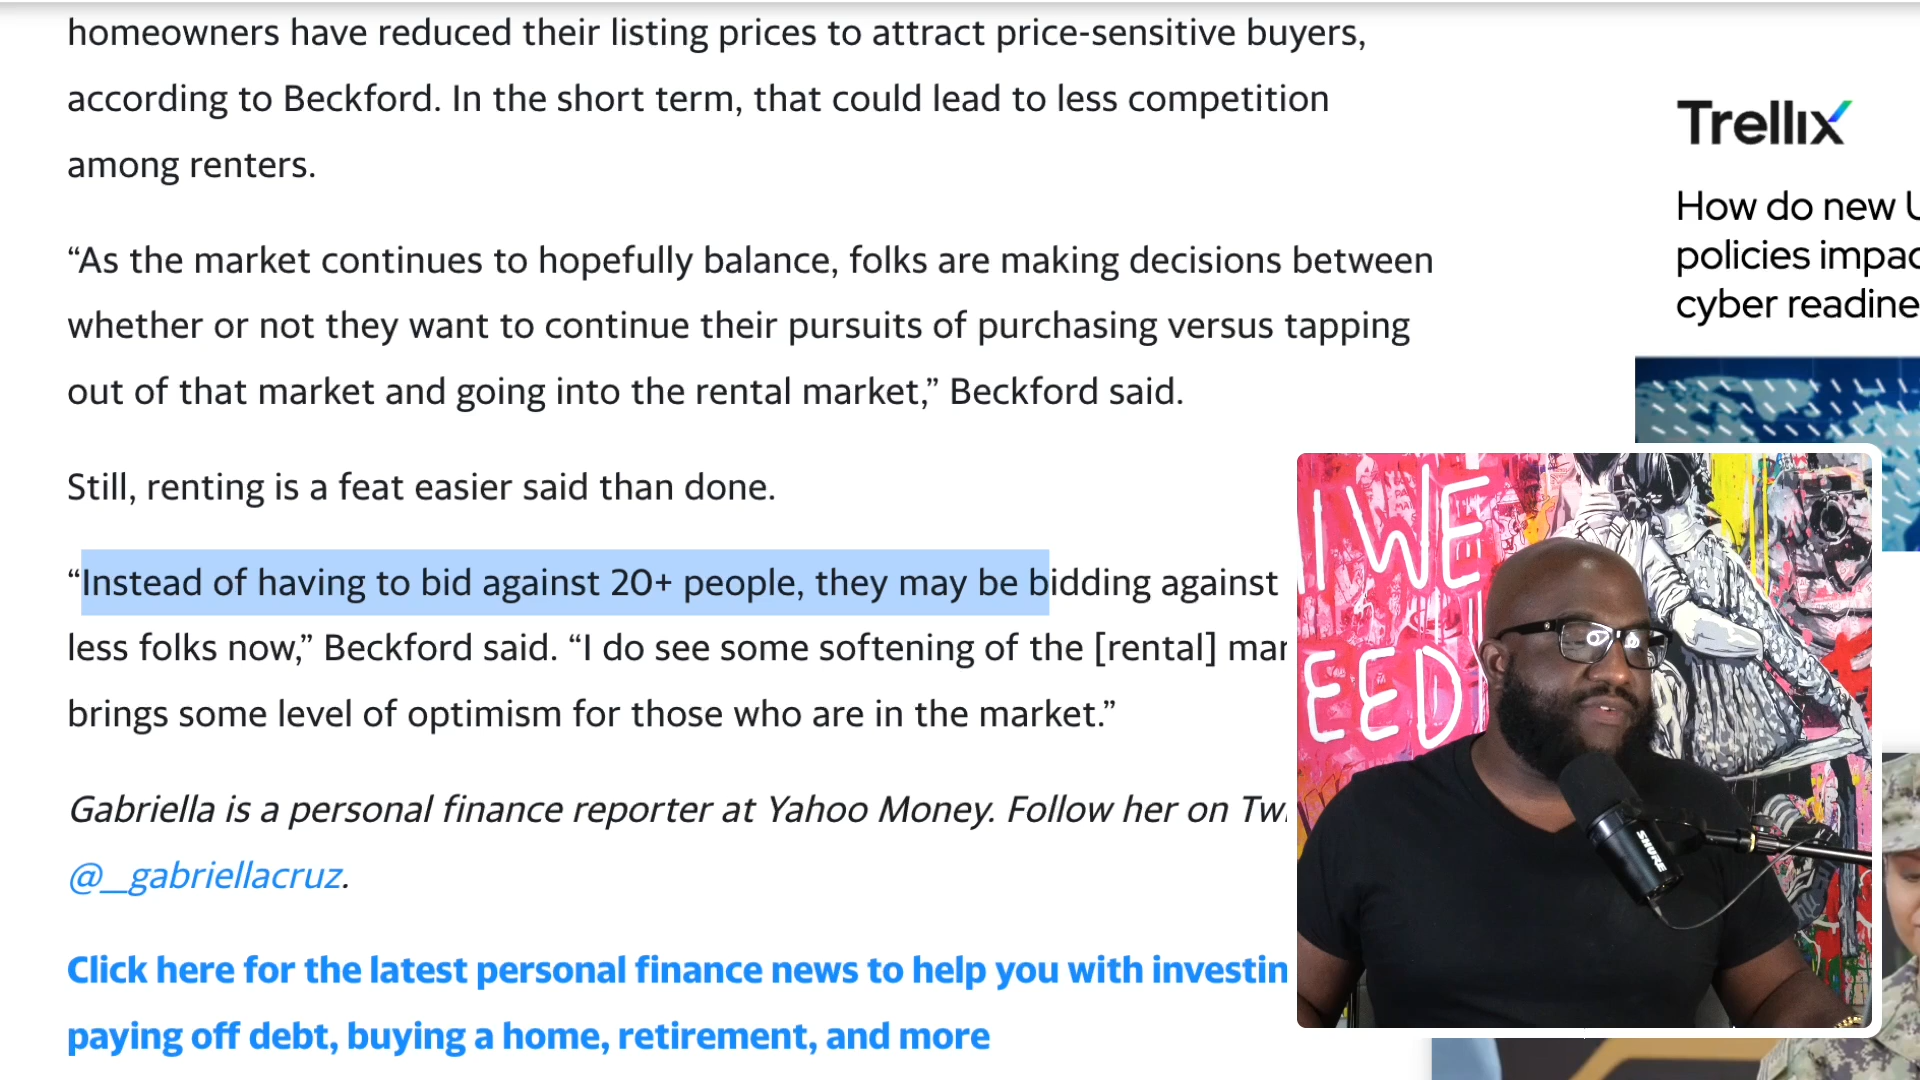 homeowners have reduced their listing prices to attract price-sensitive buyers,
according to Beckford. In the short term, that could lead to less competition
among renters.
“As the market continues to hopefully balance, folks are making decisions between
whether or not they want to continue their pursuits of purchasing versus tapping
out of that market and going into the rental market,” Beckford said.
Still, renting is a feat easier said than done.
“Instead of having to bid against 20+ people, they may be bidding against
less folks now,” Beckford said. “I do see some softening of the [rental] mar
brings some level of optimism for those who are in the market.”
Gabriella is a personal finance reporter at Yahoo Money. Follow her on Tw
@__gabriellacruz.
Click here for the latest personal finance news to help you with investin
paying off debt, buying a home, retirement, and more
Trellix
How do new U
policies impac
cyber readine
I WE
EED
SHURE